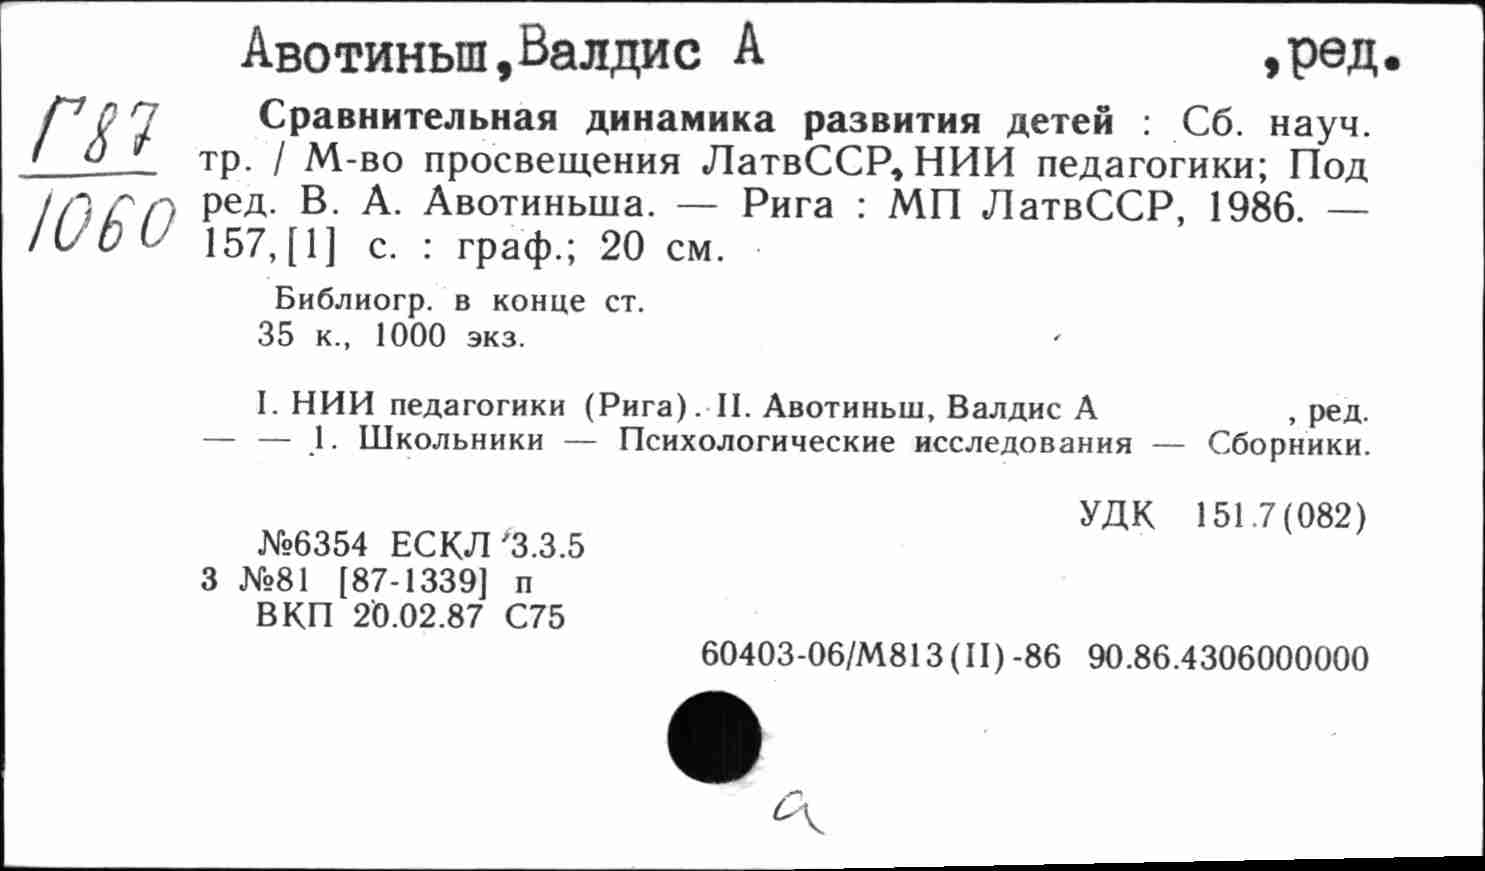 Авотиньш,Валдис А ,ред.
Г87
1060
Сравнительная динамика развития детей : Сб. науч.
тр. / М-во просвещения ЛатвССР, НИИ педагогики; Под
ред. В. А. Авотиньша. — Рига : МП ЛатвССР, 1986. —
157,[1] с. : граф.; 20 см.
Библиогр. в конце ст.
35 к., 1000 экз.
I. НИИ педагогики (Рига). II. Авотиньш, Валдис А , ред.
— — 1. Школьники — Психологические исследования — Сборники.
УДК 151.7(082)
№6354 ЕСКЛ 3.3.5
3 №81 [87-1339] п
ВКП 20.02.87 С75
60403-06/М813(II)-86 90.86.4306000000
а